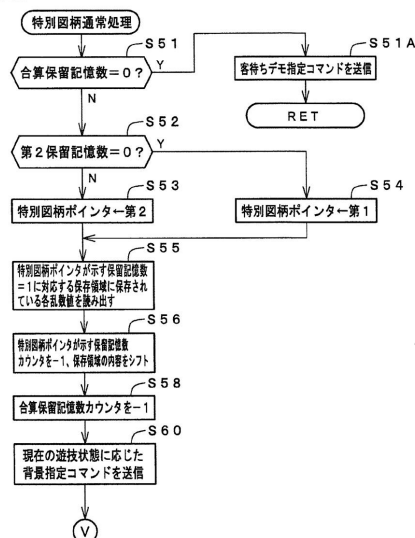 特別図柄通常処理
S51
合算保留記憶数=0?
Y
S51A
客待ちデモ指定コマンドを送信
RET
N
S52
第2保留記憶数=0?
Y
N
S53
特別図柄ポインタ←第2
S54
特別図柄ポインタ←第1
S55
特別図柄ポインタが示す保留記憶数
=1に対応する保存領域に保存され
ている各乱数値を読み出す
S56
特別図柄ポインタが示す保留記憶数
カウンタを-1、保存領域の内容をシフト
S58
合算保留記憶数カウンタを-1
S60
現在の遊技状態に応じた
背景指定コマンドを送信
V